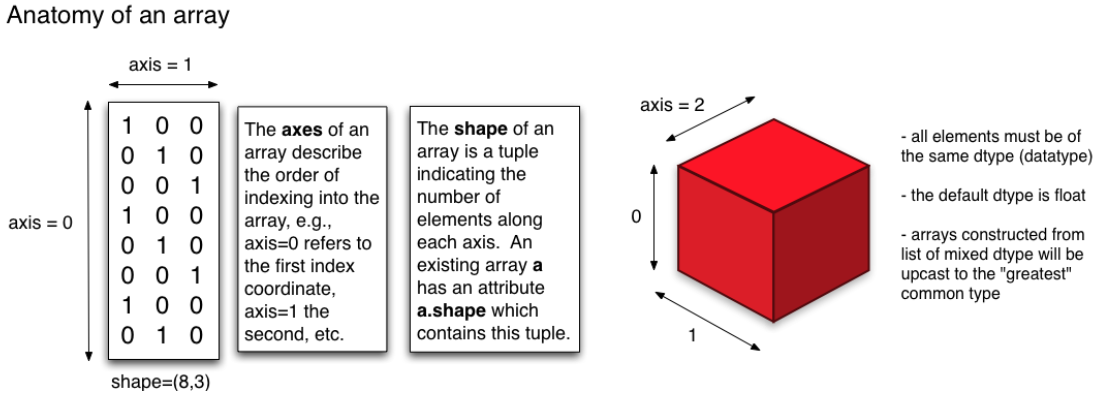 Anatomy of an array
axis = 1
axis = 0
1 0 0
0 1 0
0 0 1
1 0 0
0 1 0
0 0 1
1 0 0
0 1 0
shape=(8,3)
The axes of an
array describe
the order of
indexing into the
array, e.g.,
axis=0 refers to
the first index
coordinate,
axis=1 the
second, etc.
The shape of an
array is a tuple
indicating the
number of
elements along
each axis. An
existing array a
has an attribute
a.shape which
contains this tuple.
axis = 2
0
1
- all elements must be of
the same dtype (datatype)
- the default dtype is float
- arrays constructed from
list of mixed dtype will be
upcast to the "greatest"
common type